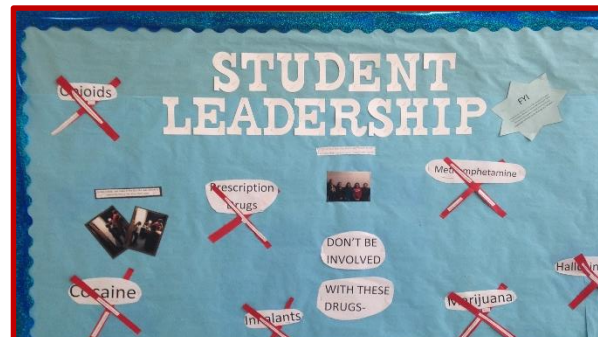 STUDENT
LEADERSHIP
FYI
Opioids
Prescription
Drugs
Methamphetamine
DON'T BE
INVOLVED
WITH THESE
DRUGS-
Cocaine
Inhalants
Marijuana